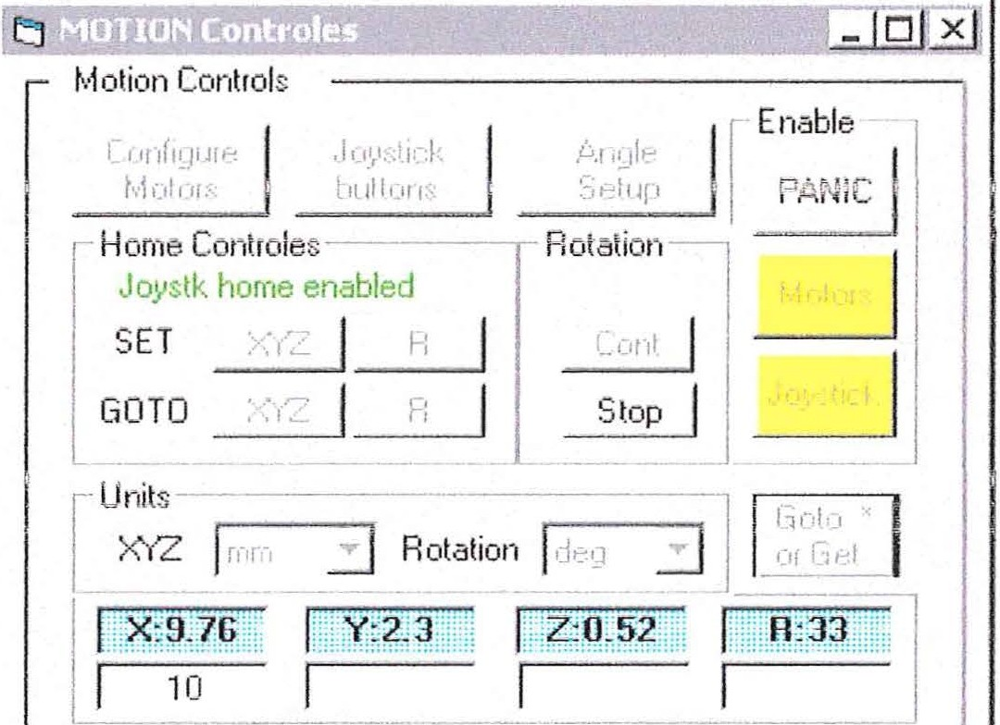 MOTION Controles
Motion Controls
Configure Motors
Joystick buttons
Angle Setup
Enable
PANIC
Motors
Joystick
Home Controles
Joystk home enabled
SET XYZ R
GOTO XYZ R
Rotation
Cont
Stop
Units
XYZ mm Rotation deg
Goto *
or Get
X:9.76 Y:2.3 Z:0.52 R:33
10